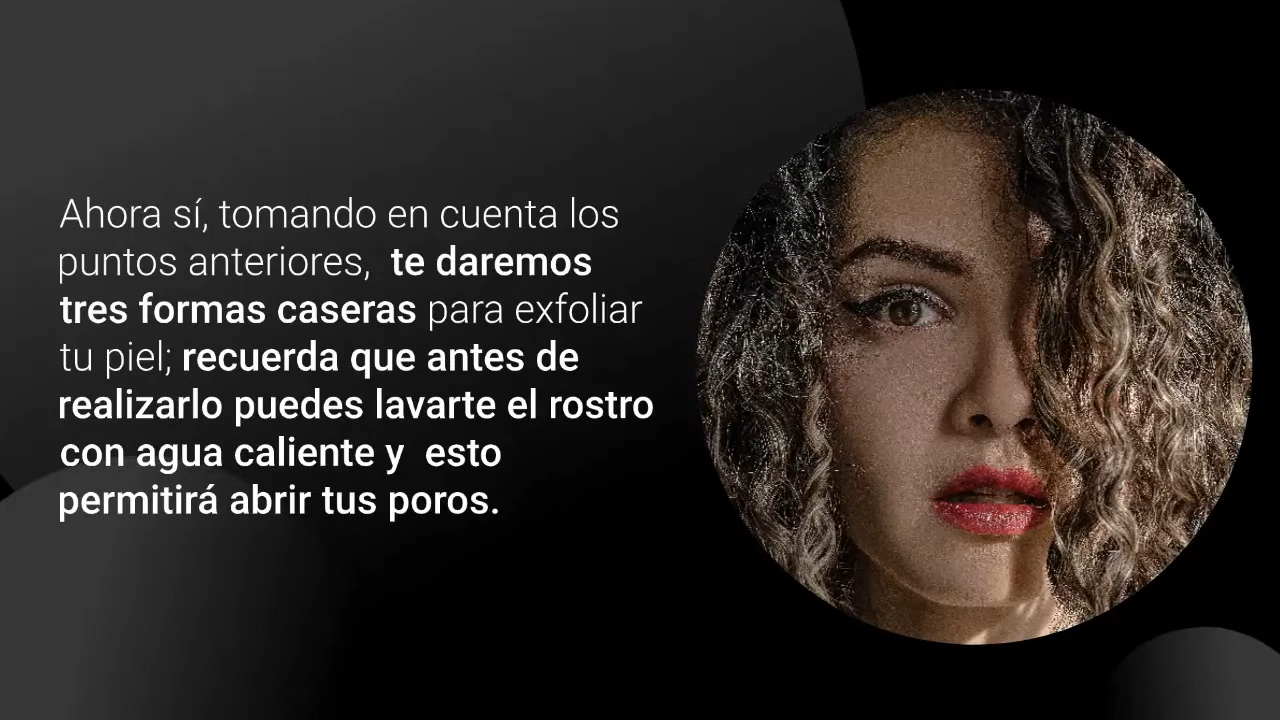 Ahora sí, tomando en cuenta los
puntos anteriores,  te daremos
tres formas caseras para exfoliar
tu piel; recuerda que antes de
realizarlo puedes lavarte el rostro
con agua caliente y  esto
permitirá abrir tus poros.